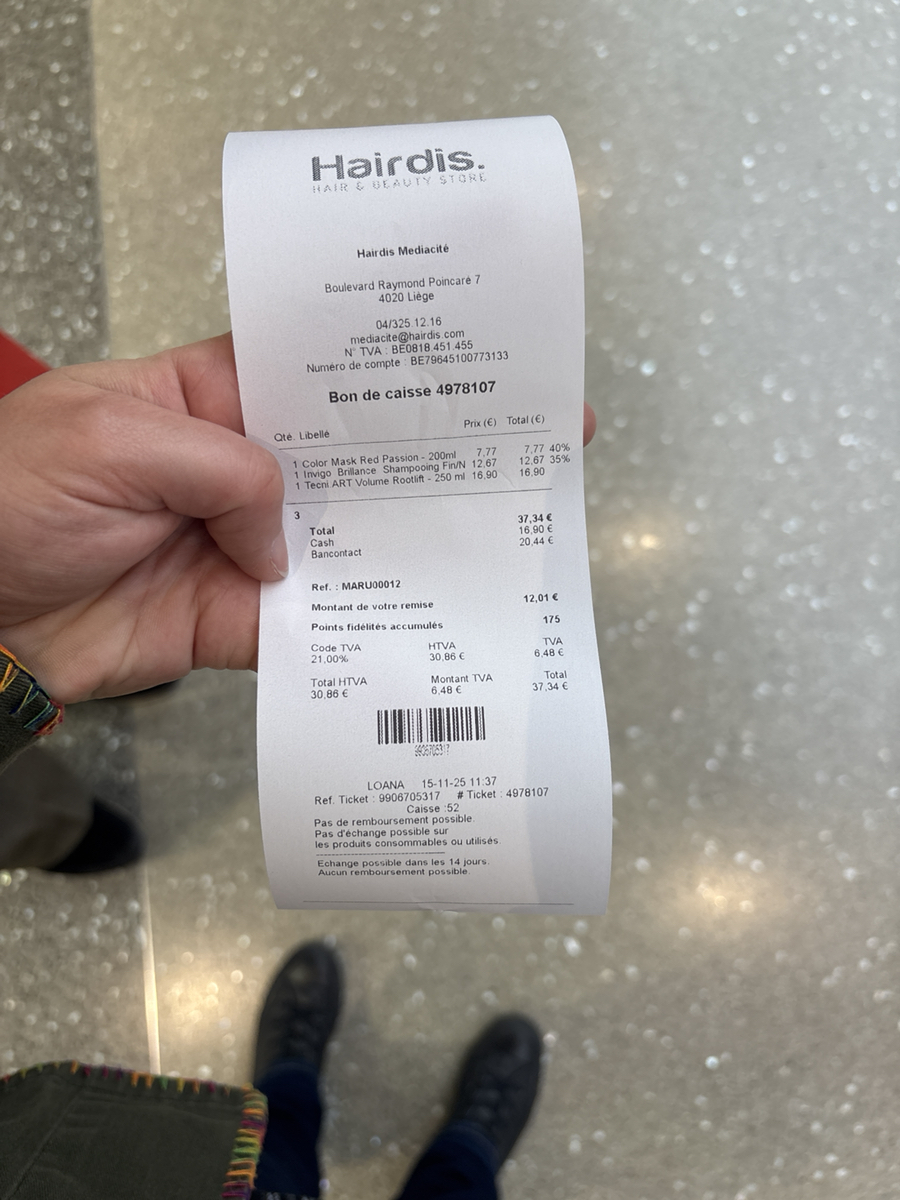 Hairdis.
HAIR & BEAUTY STORE
Hairdis Mediacité
Boulevard Raymond Poincaré 7
4020 Liège
04/325.12.16
mediacite@hairdis.com
N° TVA : BE0818.451.455
Numéro de compte : BE79645100773133
Bon de caisse 4978107
Qté. Libellé Prix (€) Total (€)
1 Color Mask Red Passion - 200ml 7,77 7,77 40%
1 Invigo Brillance Shampooing Fin/N 12,67 12,67 35%
1 Tecni ART Volume Rootlift - 250 ml 16,90 16,90
3
Total 37,34 €
Cash 16,90 €
Bancontact 20,44 €
Ref. : MARU00012
Montant de votre remise 12,01 €
Points fidélités accumulés 175
Code TVA HTVA TVA
21,00% 30,86 € 6,48 €
Total HTVA Montant TVA Total
30,86 € 6,48 € 37,34 €
9906705317
LOANA 15-11-25 11:37
Ref. Ticket : 9906705317 # Ticket : 4978107
Caisse :52
Pas de remboursement possible.
Pas d'échange possible sur
les produits consommables ou utilisés
Echange possible dans les 14 jours.
Aucun remboursement possible.